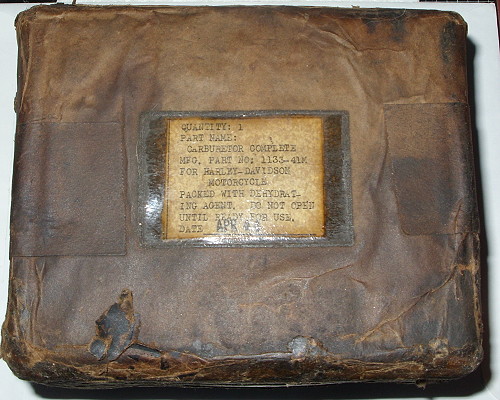 QUANTITY: 1
PART NAME:
CARBURETOR COMPLETE
MFG. PART NO: 1133-41M
FOR HARLEY-DAVIDSON
MOTORCYCLE
PACKED WITH DEHYDRAT-
ING AGENT. DO NOT OPEN
UNTIL READY FOR USE.
DATE APR